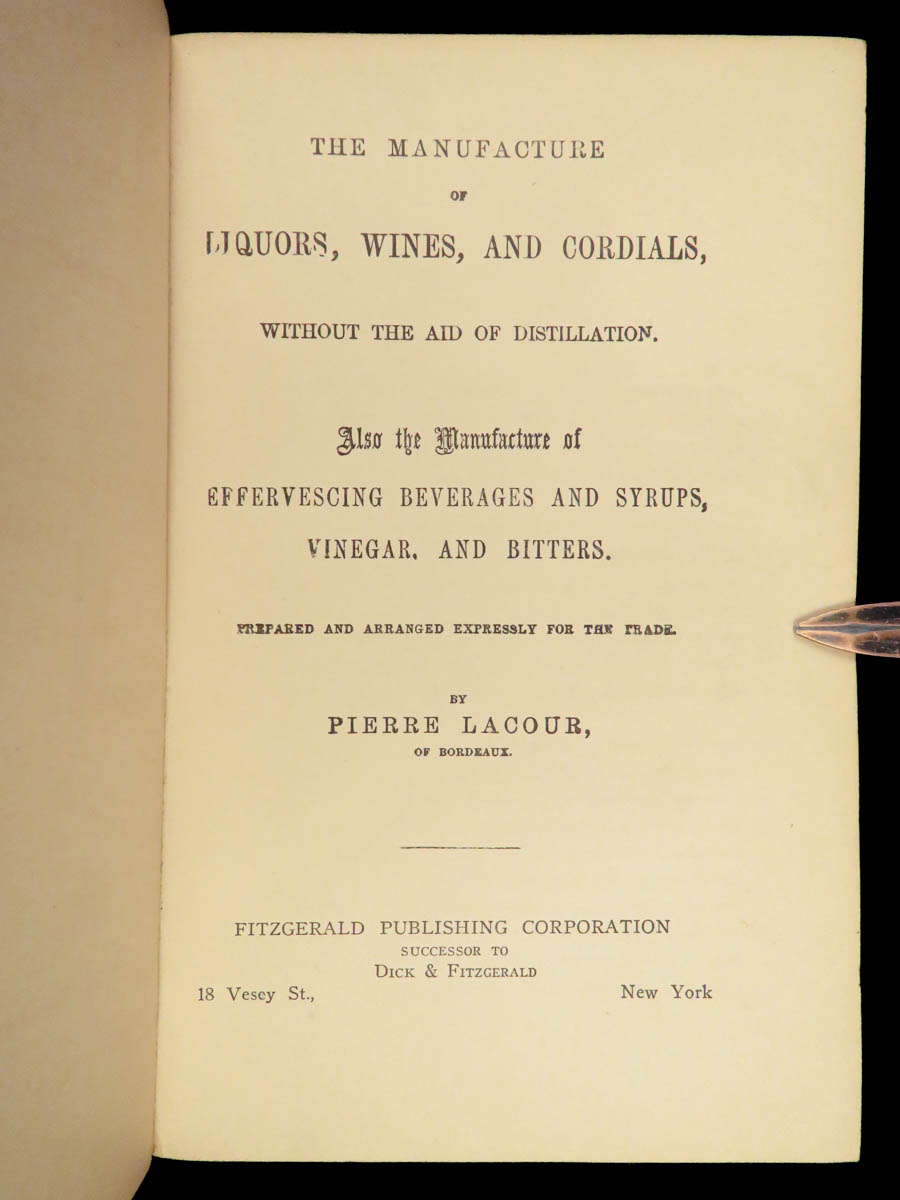 THE MANUFACTURE
OF
LIQUORS, WINES, AND CORDIALS,
WITHOUT THE AID OF DISTILLATION.
Also the Manufacture of
EFFERVESCING BEVERAGES AND SYRUPS,
VINEGAR, AND BITTERS.
PREPARED AND ARRANGED EXPRESSLY FOR THE TRADE.
BY
PIERRE LACOUR,
OF BORDEAUX.
FITZGERALD PUBLISHING CORPORATION
SUCCESSOR TO
DICK & FITZGERALD
18 Vesey St., New York